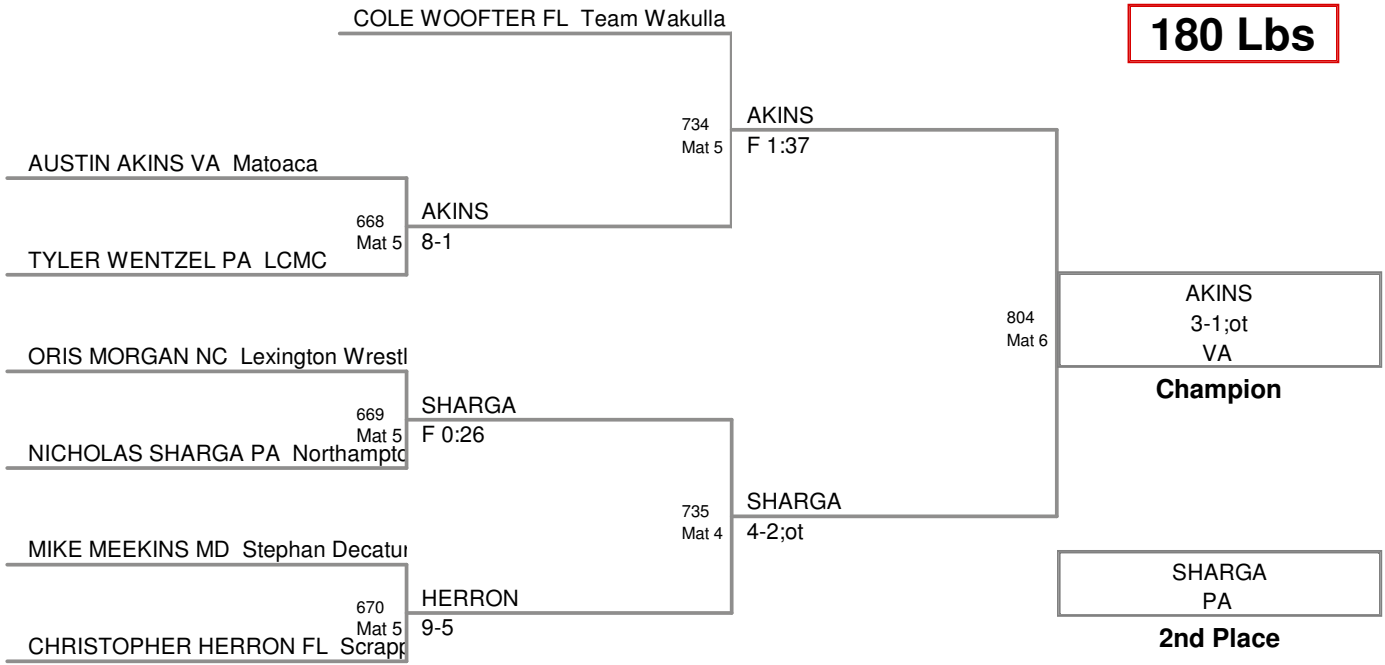 COLE WOOFTER FL Team Wakulla
180 Lbs
734
Mat 5
AKINS
F 1:37
AUSTIN AKINS VA Matoaca
668
Mat 5
AKINS
8-1
TYLER WENTZEL PA LCMC
804
Mat 6
AKINS
3-1;ot
VA
Champion
ORIS MORGAN NC Lexington Wrestl
669
Mat 5
SHARGA
F 0:26
NICHOLAS SHARGA PA Northampto
735
Mat 4
SHARGA
4-2;ot
MIKE MEEKINS MD Stephan Decatur
670
Mat 5
HERRON
9-5
CHRISTOPHER HERRON FL Scrapp
SHARGA
PA
2nd Place